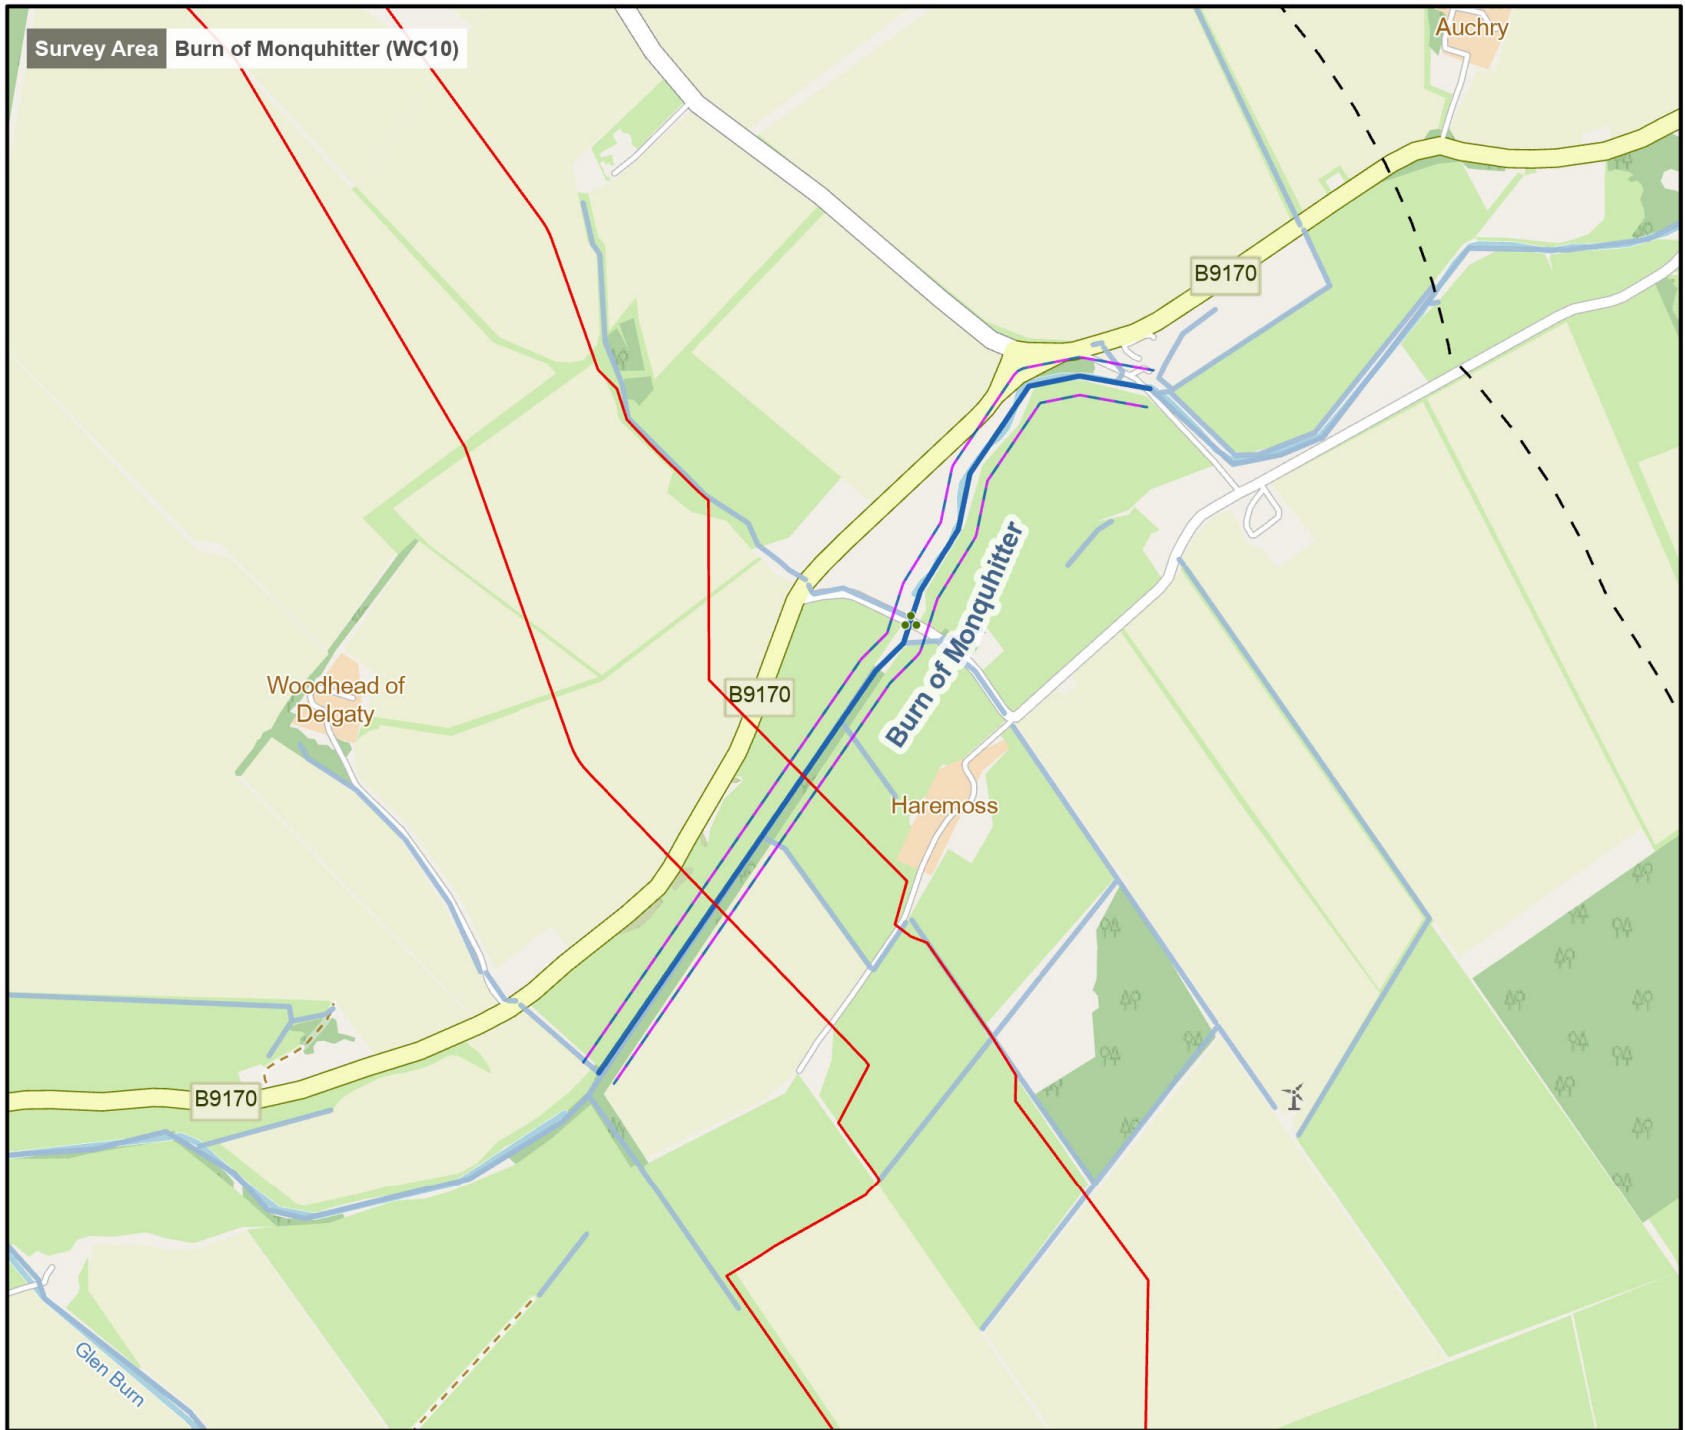 Survey Area Burn of Monquhitter (WC10)
Auchry
B9170
Burn of Monquhitter
Woodhead of
Delgaty
B9170
Haremoss
B9170
Glen Burn